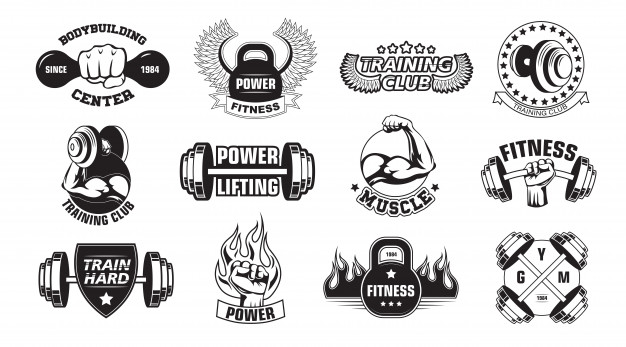 BODYBUILDING
SINCE 1984
CENTER
POWER
FITNESS
TRAINING
CLUB
TRAINING CLUB
TRAINING CLUB
POWER
LIFTING
MUSCLE
FITNESS
TRAIN
HARD
POWER
1984
FITNESS
Y
G M
1984